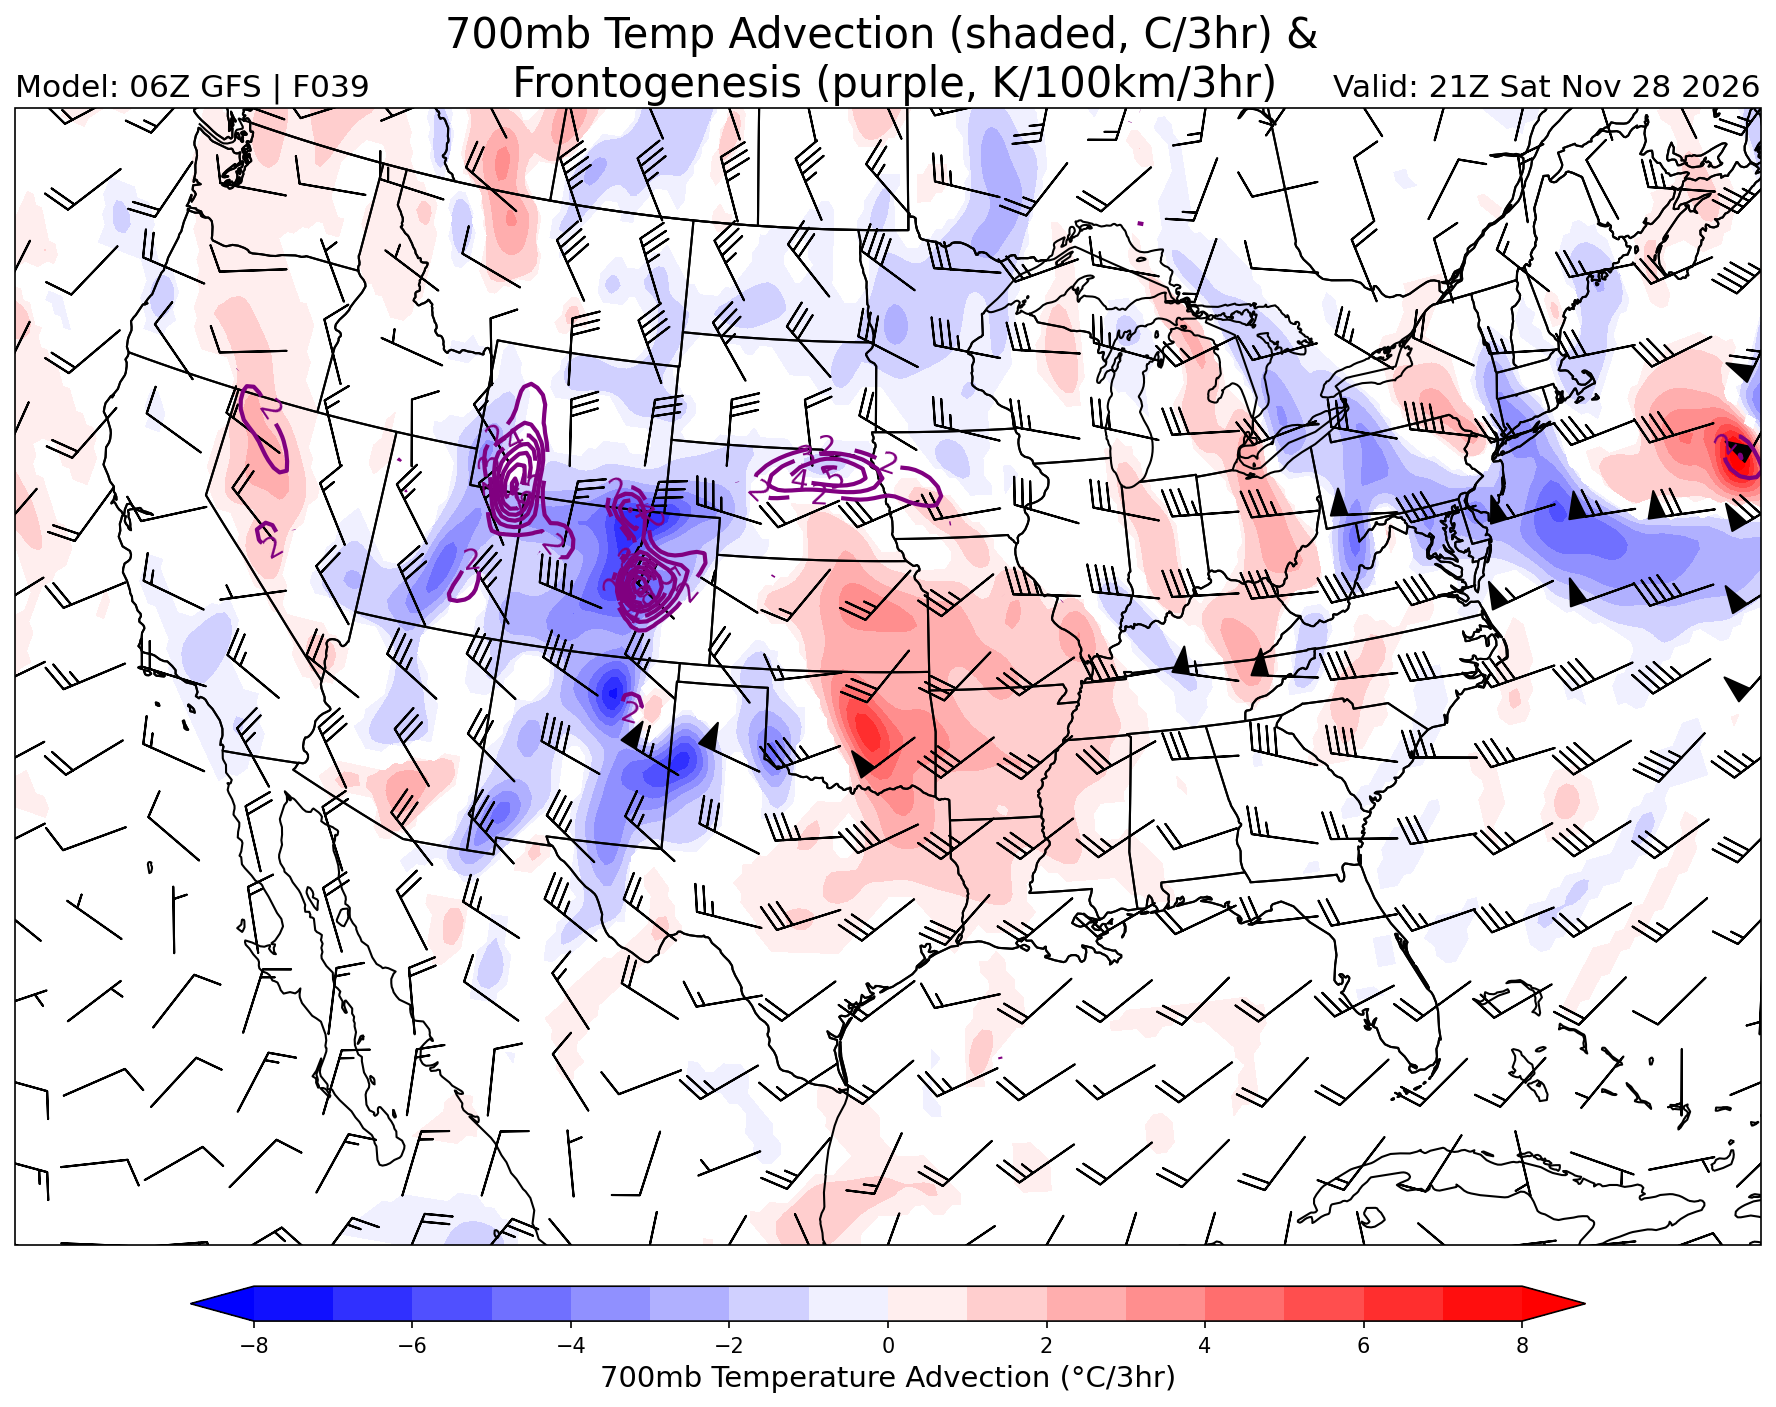 700mb Temp Advection (shaded, C/3hr) &
Frontogenesis (purple, K/100km/3hr)
Model: 06Z GFS | F039
Valid: 21Z Sat Nov 28 2026
−8 −6 −4 −2 0 2 4 6 8
700mb Temperature Advection (°C/3hr)